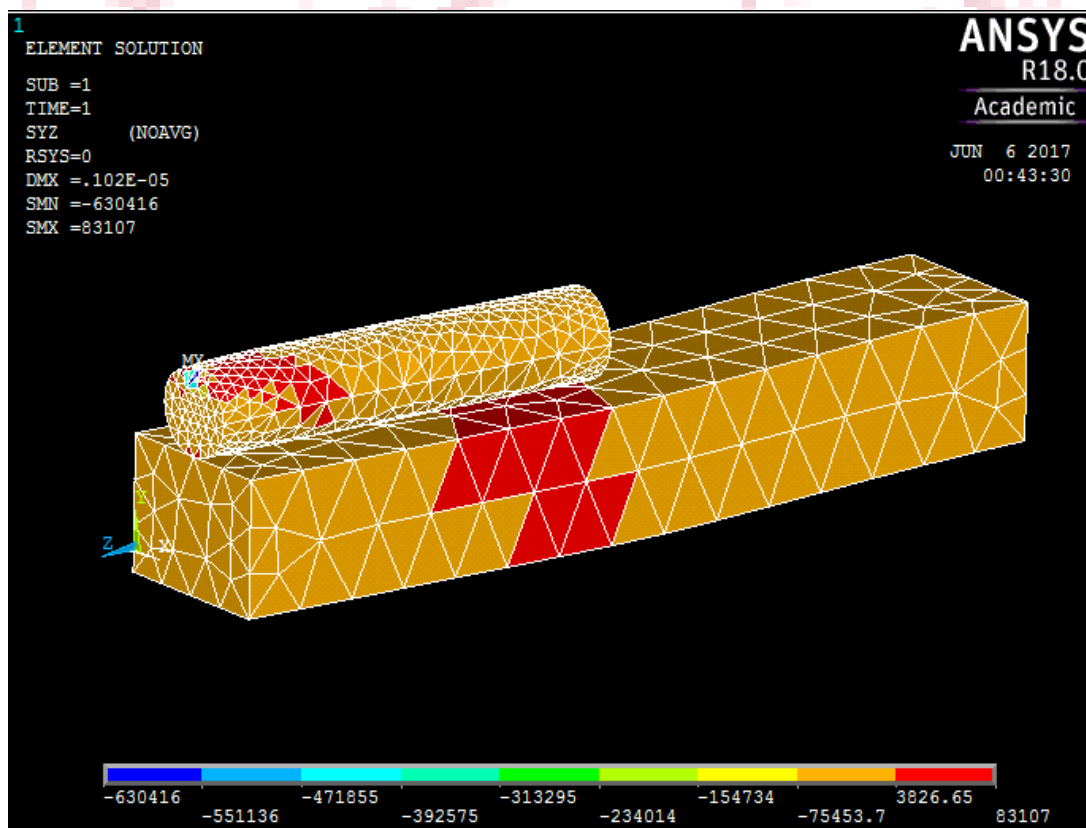 1
ELEMENT SOLUTION
SUB =1
TIME=1
SYZ (NOAVG)
RSYS=0
DMX =.102E-05
SMN =-630416
SMX =83107
ANSYS
R18.0
Academic
JUN 6 2017
00:43:30
MX
Y
Z
X
-630416 -471855 -313295 -154734 3826.65
-551136 -392575 -234014 -75453.7 83107